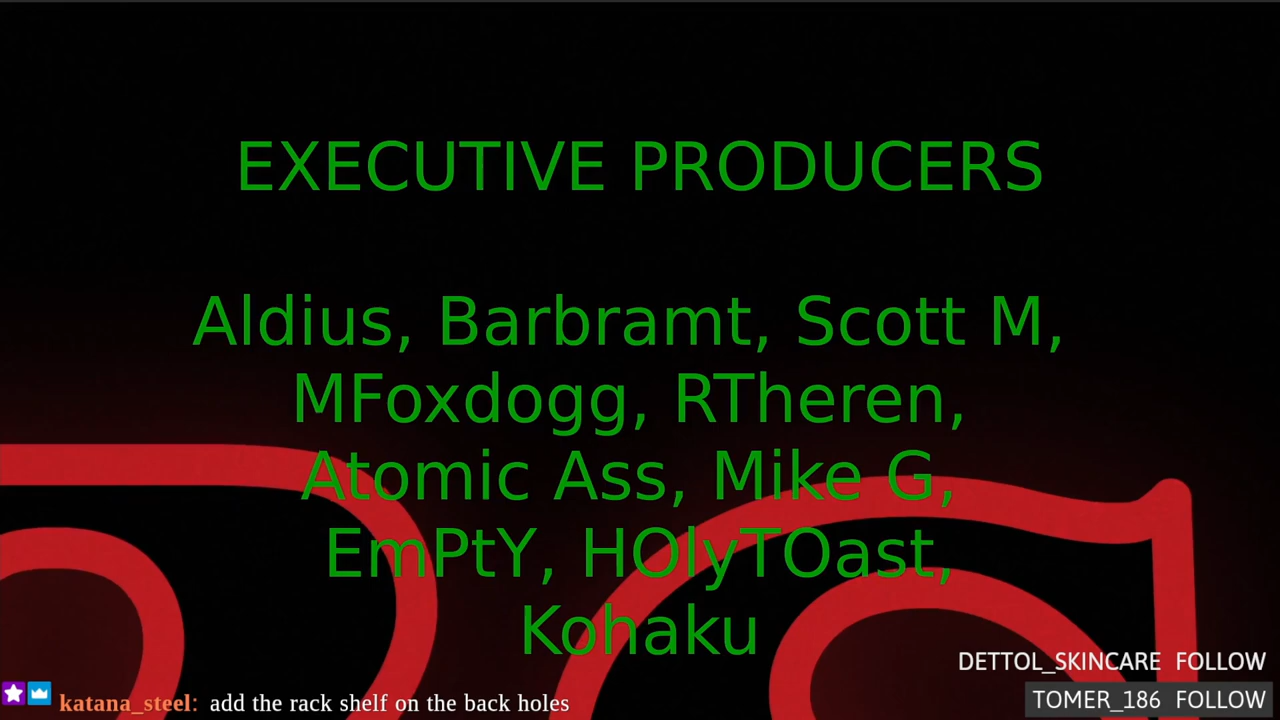 EXECUTIVE PRODUCERS
Aldius, Barbramt, Scott M,
MFoxdogg, RTheren,
Atomic Ass, Mike G,
EmPtY, HOlyTOast,
Kohaku
DETTOL_SKINCARE FOLLOW
TOMER_186 FOLLOW
katana_steel: add the rack shelf on the back holes